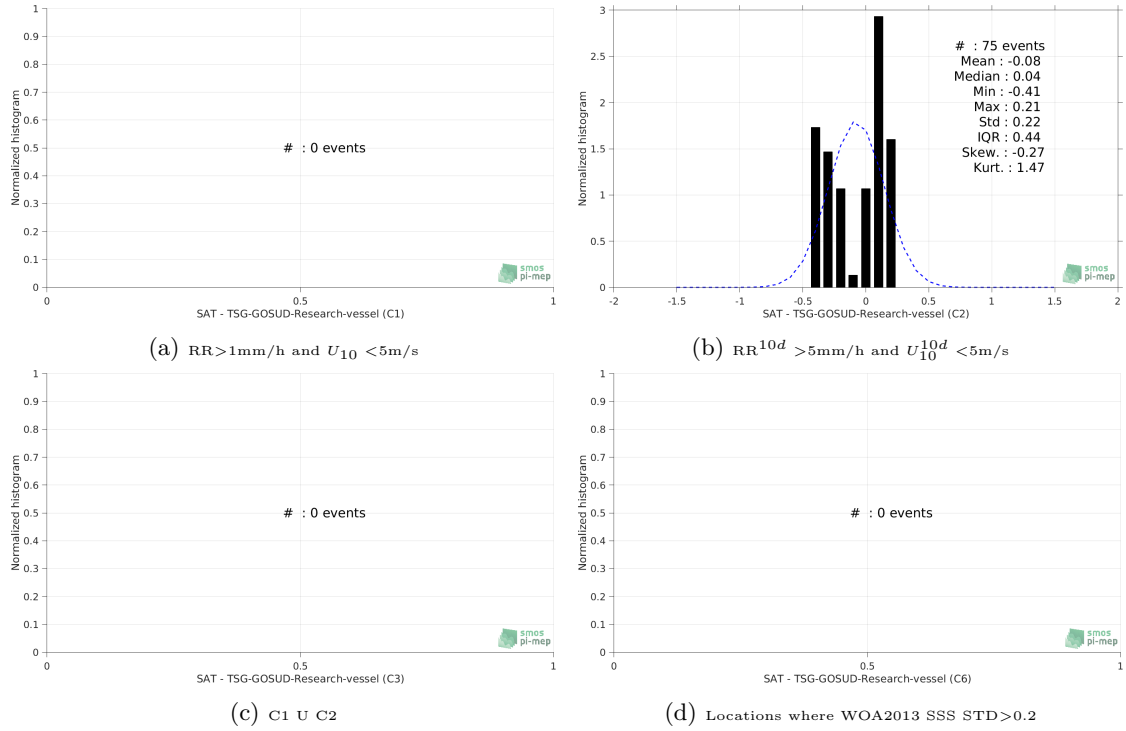 1
0.9
0.8
0.7
0.6
0.5
0.4
0.3
0.2
0.1
0
Normalized histogram
# : 0 events
smos
pi-mep
0 0.5 1
SAT - TSG-GOSUD-Research-vessel (C1)
(a) RR>1mm/h and U10 <5m/s
3
2.5
2
1.5
1
0.5
0
Normalized histogram
# : 75 events
Mean : -0.08
Median : 0.04
Min : -0.41
Max : 0.21
Std : 0.22
IQR : 0.44
Skew. : -0.27
Kurt. : 1.47
smos
pi-mep
-2 -1.5 -1 -0.5 0 0.5 1 1.5 2
SAT - TSG-GOSUD-Research-vessel (C2)
(b) RR^10d >5mm/h and U10^10d <5m/s
1
0.9
0.8
0.7
0.6
0.5
0.4
0.3
0.2
0.1
0
Normalized histogram
# : 0 events
smos
pi-mep
0 0.5 1
SAT - TSG-GOSUD-Research-vessel (C3)
(c) C1 U C2
1
0.9
0.8
0.7
0.6
0.5
0.4
0.3
0.2
0.1
0
Normalized histogram
# : 0 events
smos
pi-mep
0 0.5 1
SAT - TSG-GOSUD-Research-vessel (C6)
(d) Locations where WOA2013 SSS STD>0.2